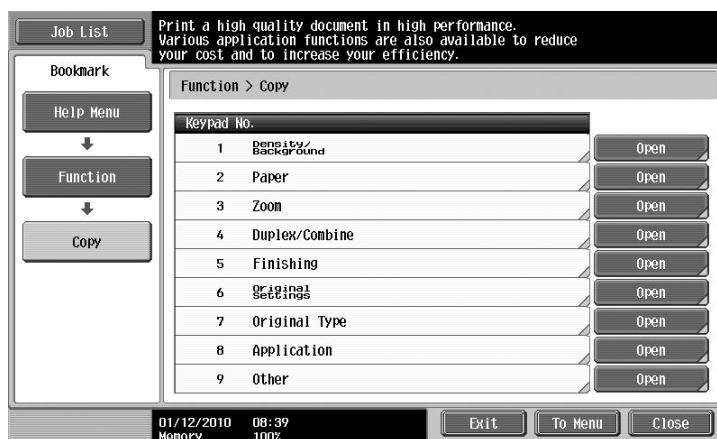 Job List
Print a high quality document in high performance.
Various application functions are also available to reduce
your cost and to increase your efficiency.
Bookmark
Help Menu
Function
Copy
Function > Copy
Keypad No.
1 Density/
Background Open
2 Paper Open
3 Zoom Open
4 Duplex/Combine Open
5 Finishing Open
6 Original
Settings Open
7 Original Type Open
8 Application Open
9 Other Open
01/12/2010 08:39
Memory 100%
Exit
To Menu
Close